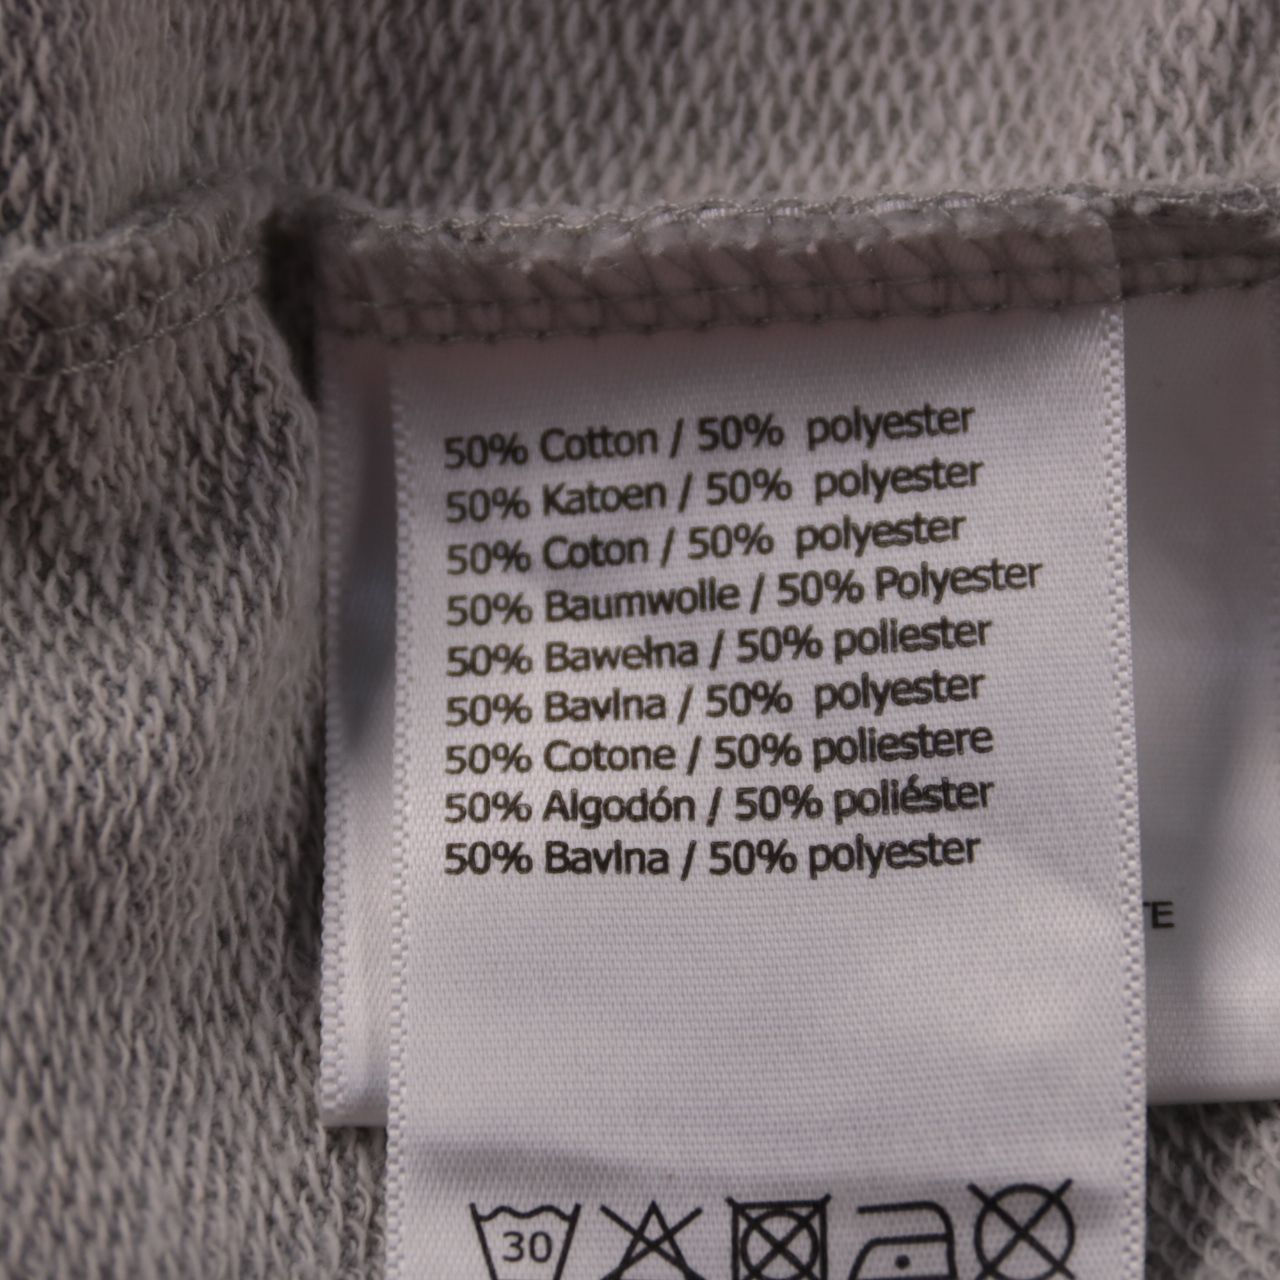 50% Cotton / 50% polyester
50% Katoen / 50% polyester
50% Coton / 50% polyester
50% Baumwolle / 50% Polyester
50% Bawełna / 50% poliester
50% Bavlna / 50% polyester
50% Cotone / 50% poliestere
50% Algodón / 50% poliéster
50% Bavlna / 50% polyester
TE
30